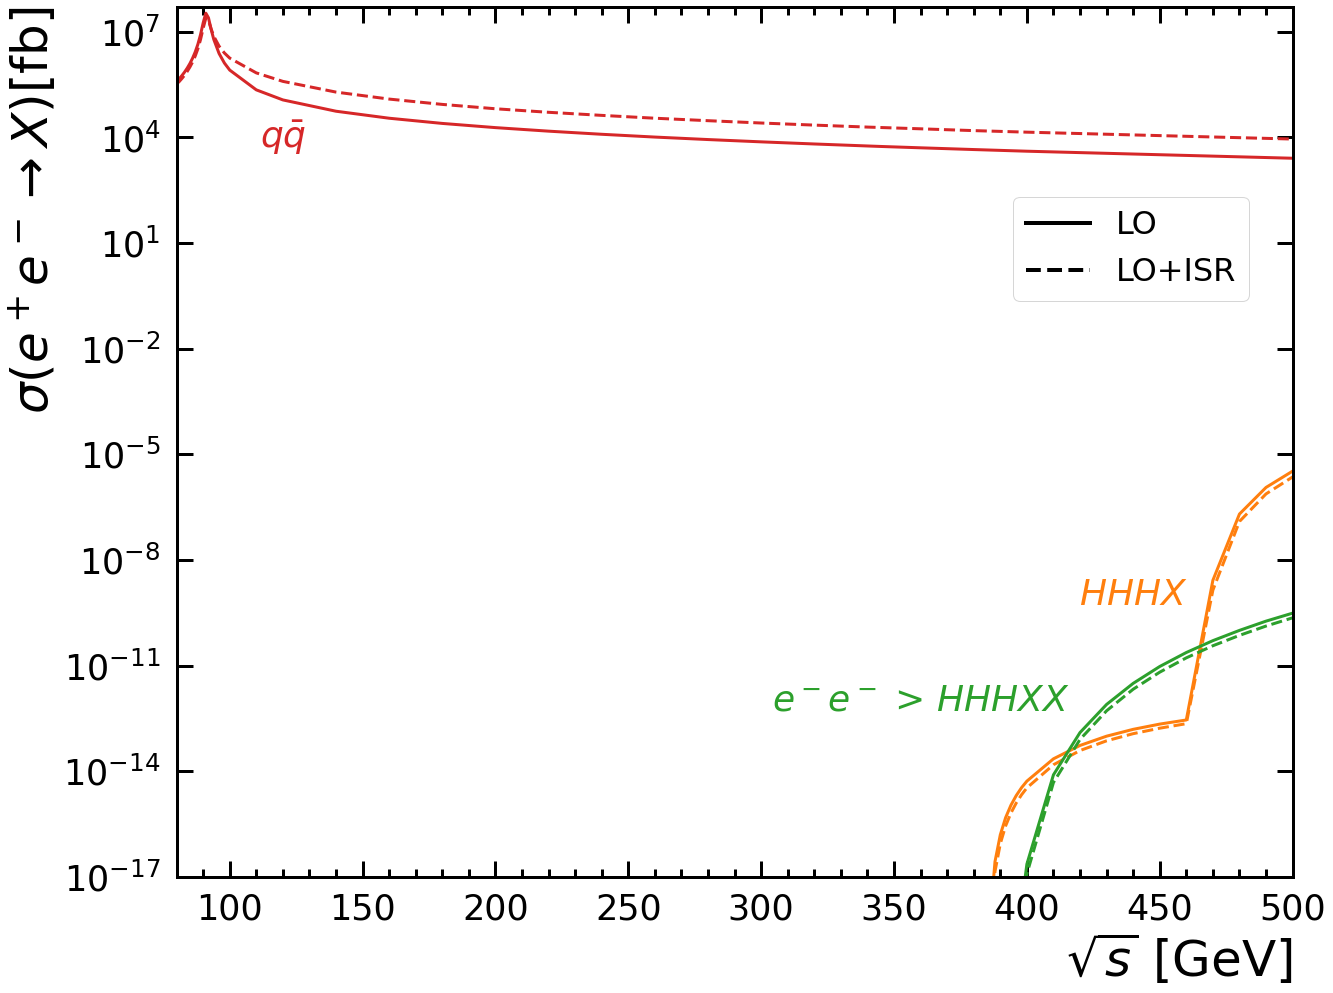 σ(e⁺e⁻→X)[fb]
10⁷
10⁴
10¹
10⁻²
10⁻⁵
10⁻⁸
10⁻¹¹
10⁻¹⁴
10⁻¹⁷
qq̄
LO
LO+ISR
HHHX
e⁻e⁻ > HHHXX
100 150 200 250 300 350 400 450 500
√s [GeV]